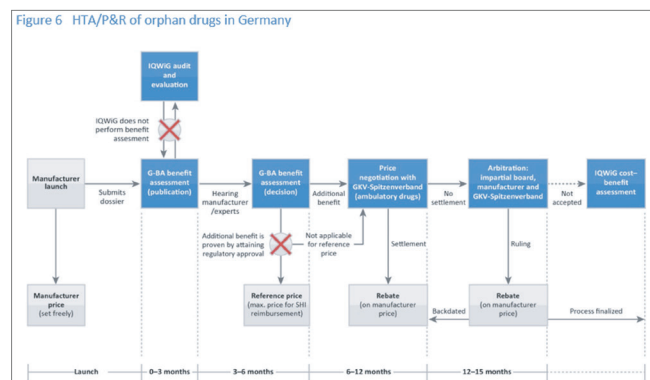 Figure 6 HTA/P&R of orphan drugs in Germany
IQWiG audit
and
evaluation
IQWiG does not
perform benefit
assesment
Manufacturer
launch
Submits
dossier
G-BA benefit
assessment
(publication)
Hearing
manufacturer
/experts
G-BA benefit
assessment
(decision)
Additional
benefit
Price
negotiation with
GKV-Spitzenverband
(ambulatory drugs)
No
settlement
Arbitration:
impartial board,
manufacturer and
GKV-Spitzenverband
Not
accepted
IQWiG cost–
benefit
assessment
Additional benefit is
proven by attaining
regulatory approval
Not applicable
for reference
price
Settlement
Ruling
Manufacturer
price
(set freely)
Reference price
(max. price for SHI
reimbursement)
Rebate
(on manufacturer
price)
Backdated
Rebate
(on manufacturer
price)
Process finalized
Launch
0–3 months
3–6 months
6–12 months
12–15 months